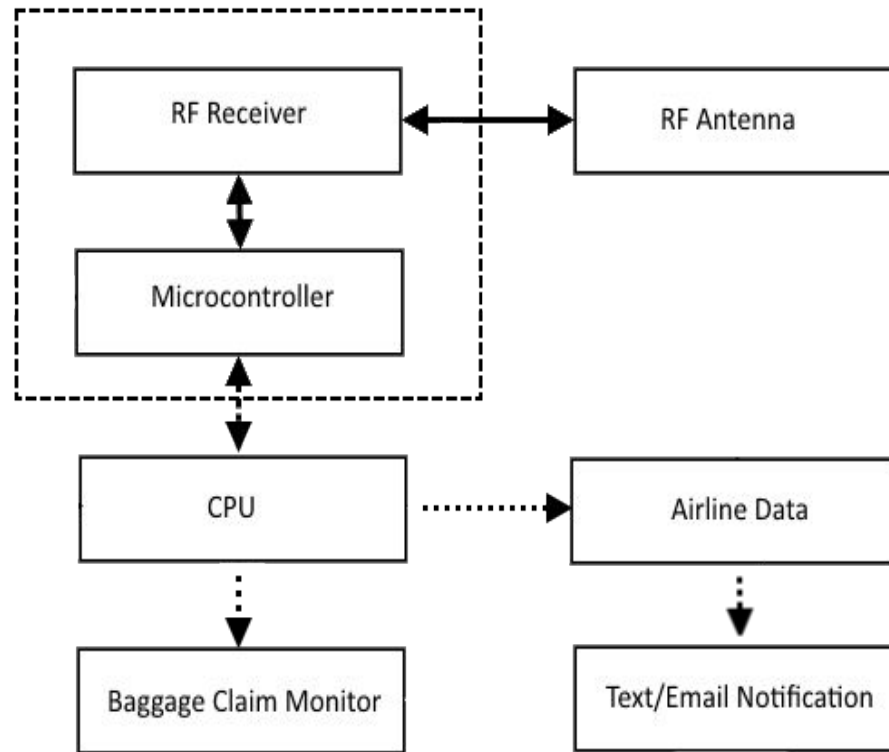 RF Receiver
RF Antenna
Microcontroller
CPU
Airline Data
Baggage Claim Monitor
Text/Email Notification